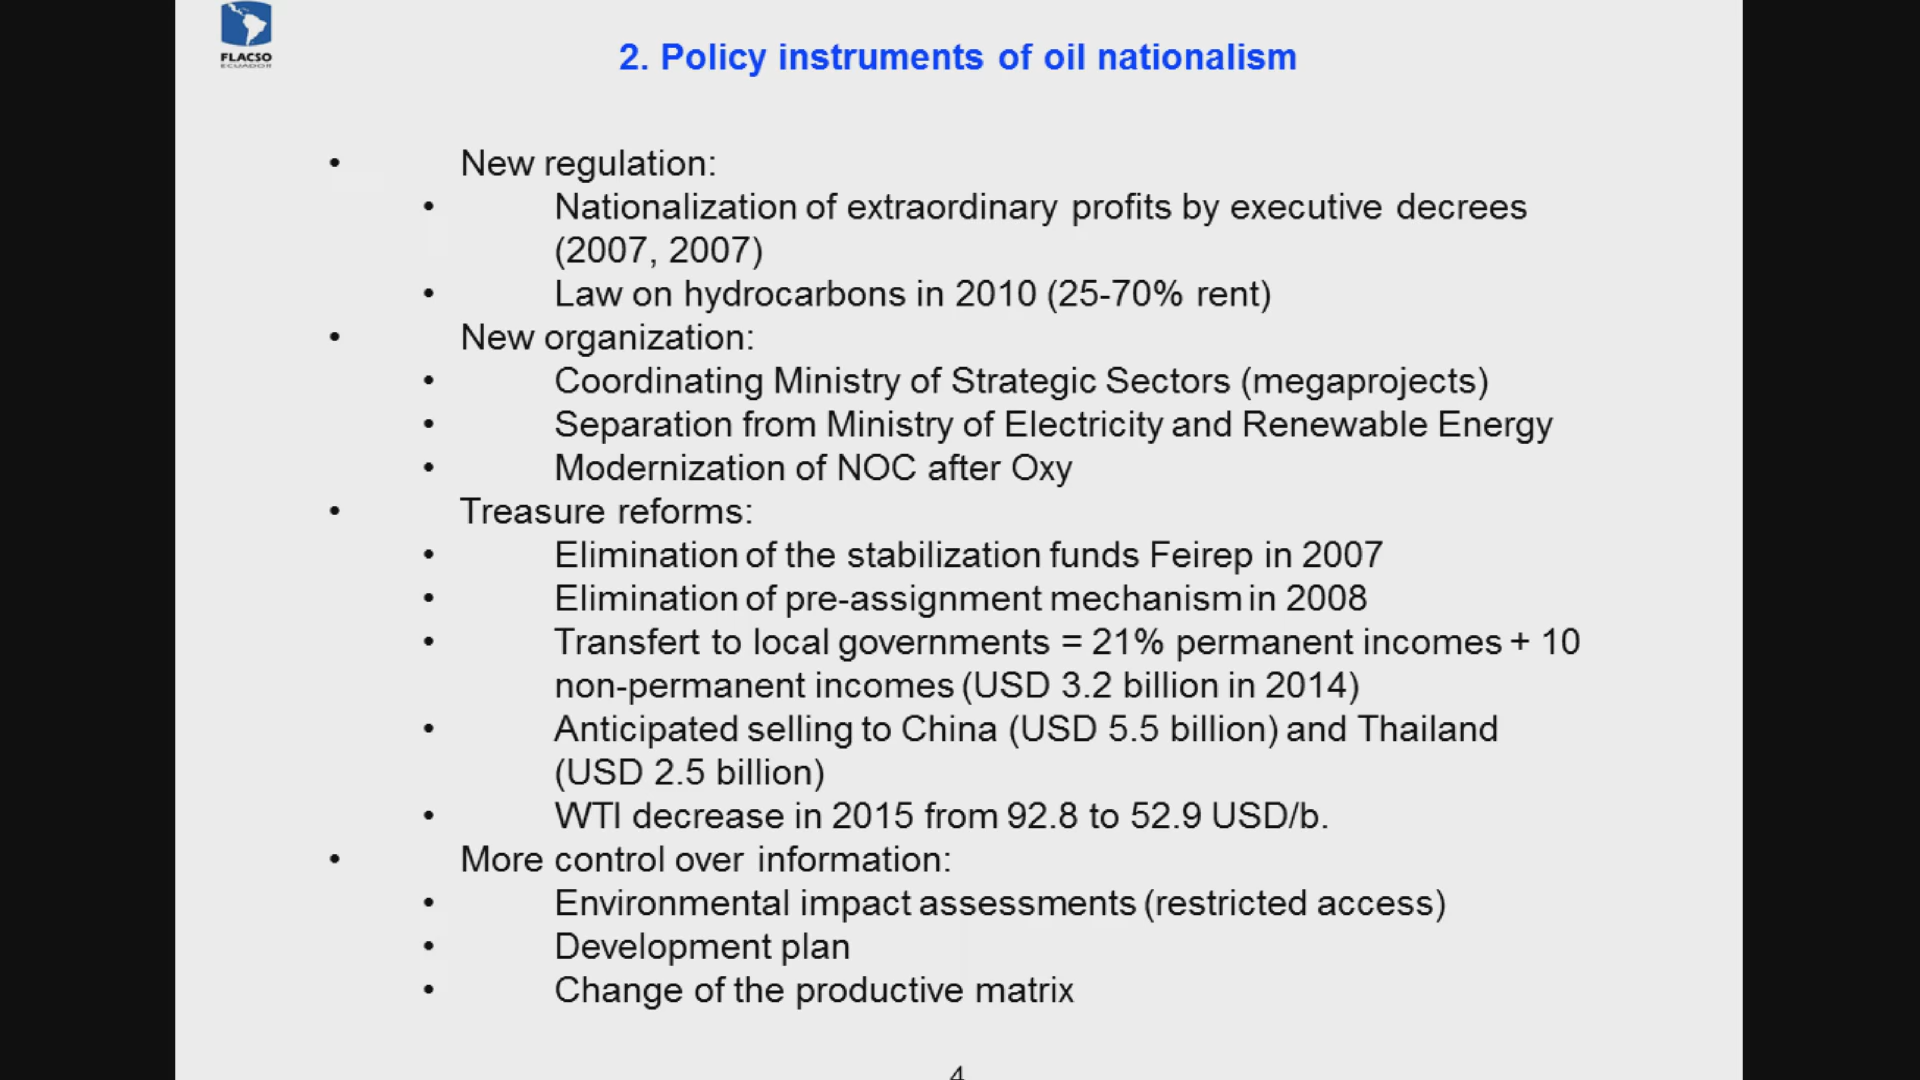 FLACSO
ECUADOR
2. Policy instruments of oil nationalism
• New regulation:
• Nationalization of extraordinary profits by executive decrees
(2007, 2007)
• Law on hydrocarbons in 2010 (25-70% rent)
• New organization:
• Coordinating Ministry of Strategic Sectors (megaprojects)
• Separation from Ministry of Electricity and Renewable Energy
• Modernization of NOC after Oxy
• Treasure reforms:
• Elimination of the stabilization funds Feirep in 2007
• Elimination of pre-assignment mechanism in 2008
• Transfert to local governments = 21% permanent incomes + 10
non-permanent incomes (USD 3.2 billion in 2014)
• Anticipated selling to China (USD 5.5 billion) and Thailand
(USD 2.5 billion)
• WTI decrease in 2015 from 92.8 to 52.9 USD/b.
• More control over information:
• Environmental impact assessments (restricted access)
• Development plan
• Change of the productive matrix
4